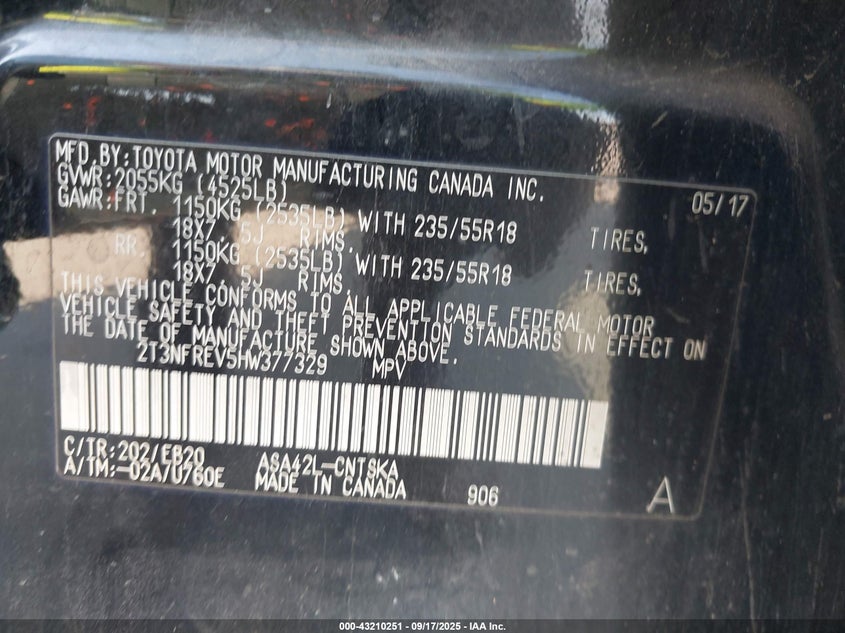 MFD.BY:TOYOTA MOTOR MANUFACTURING CANADA INC. 05/17
GVWR:2055KG (4525LB)
GAWR:FRT. 1150KG (2535LB) WITH 235/55R18 TIRES,
18X7. 5J RIMS.
RR. 1150KG (2535LB) WITH 235/55R18 TIRES,
18X7. 5J RIMS.
THIS VEHICLE CONFORMS TO ALL APPLICABLE FEDERAL MOTOR
VEHICLE SAFETY AND THEFT PREVENTION STANDARDS IN EFFECT ON
THE DATE OF MANUFACTURE SHOWN ABOVE.
2T3NFREV5HW377329 MPV
C/TR:202/EB20 ASA42L-CNTSKA
A/TM:-02A/U760E MADE IN CANADA 906 A
000-43210251 - 09/17/2025 - IAA Inc.